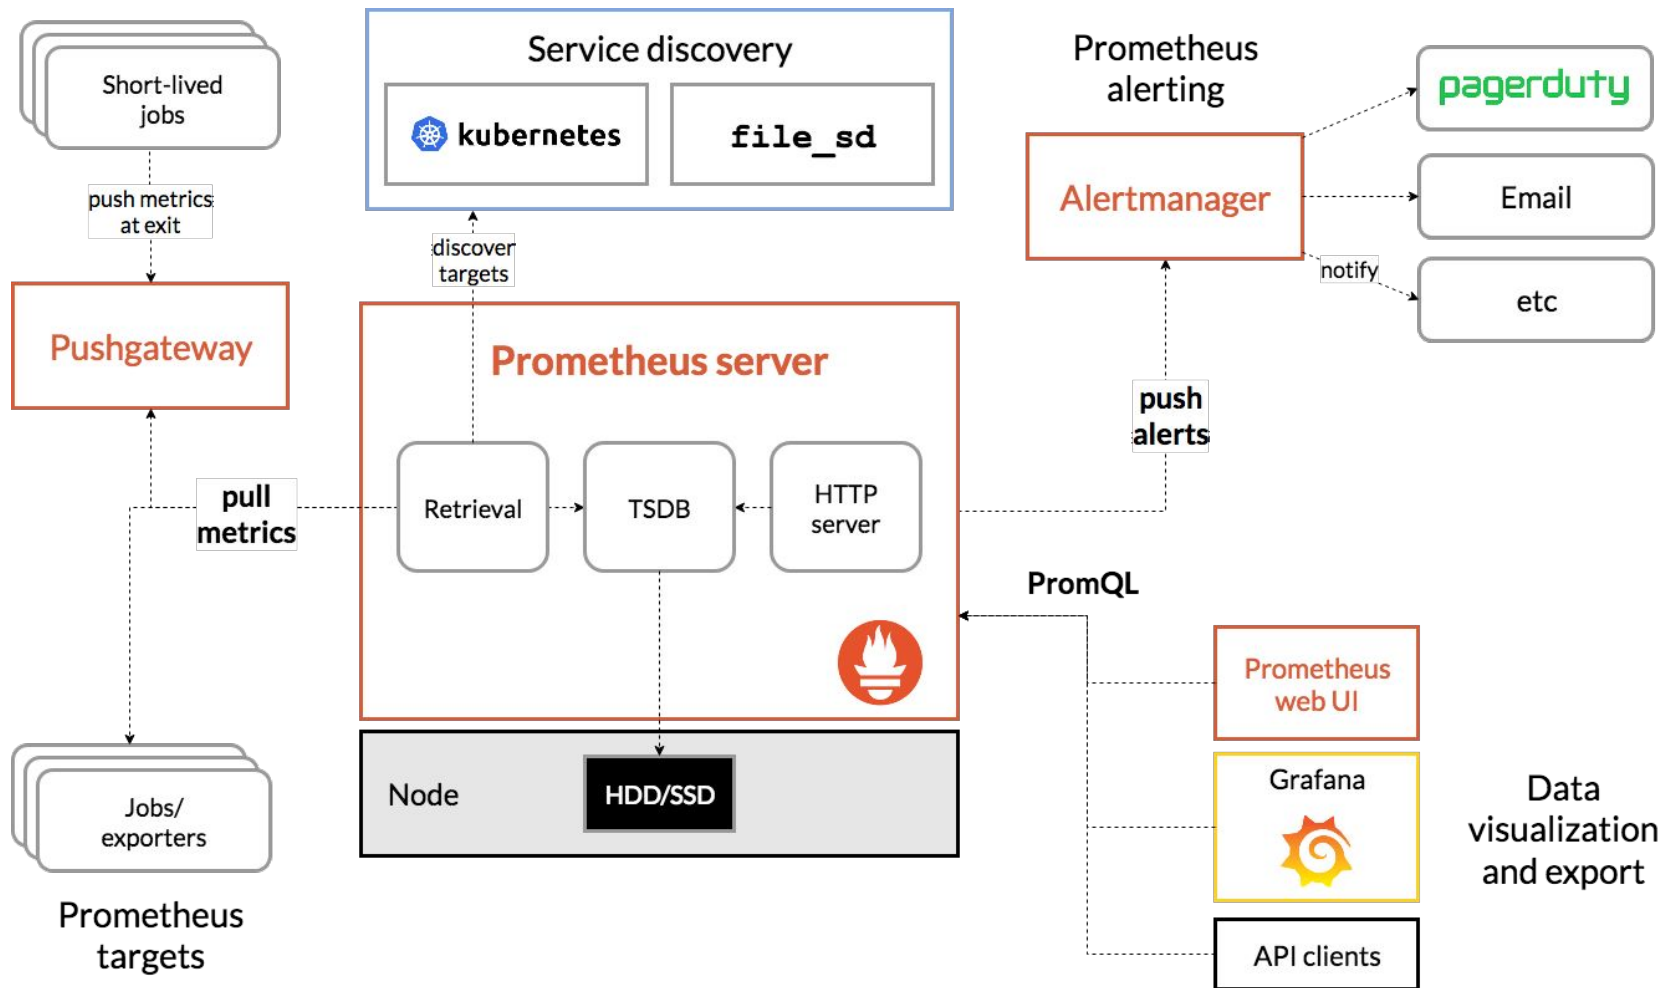 Short-lived
jobs
push metrics
at exit
Pushgateway
pull
metrics
Jobs/
exporters
Prometheus
targets
Service discovery
kubernetes
file_sd
discover
targets
Prometheus server
Retrieval
TSDB
HTTP
server
Node
HDD/SSD
Prometheus
alerting
Alertmanager
pagerduty
Email
etc
notify
push
alerts
PromQL
Prometheus
web UI
Grafana
API clients
Data
visualization
and export